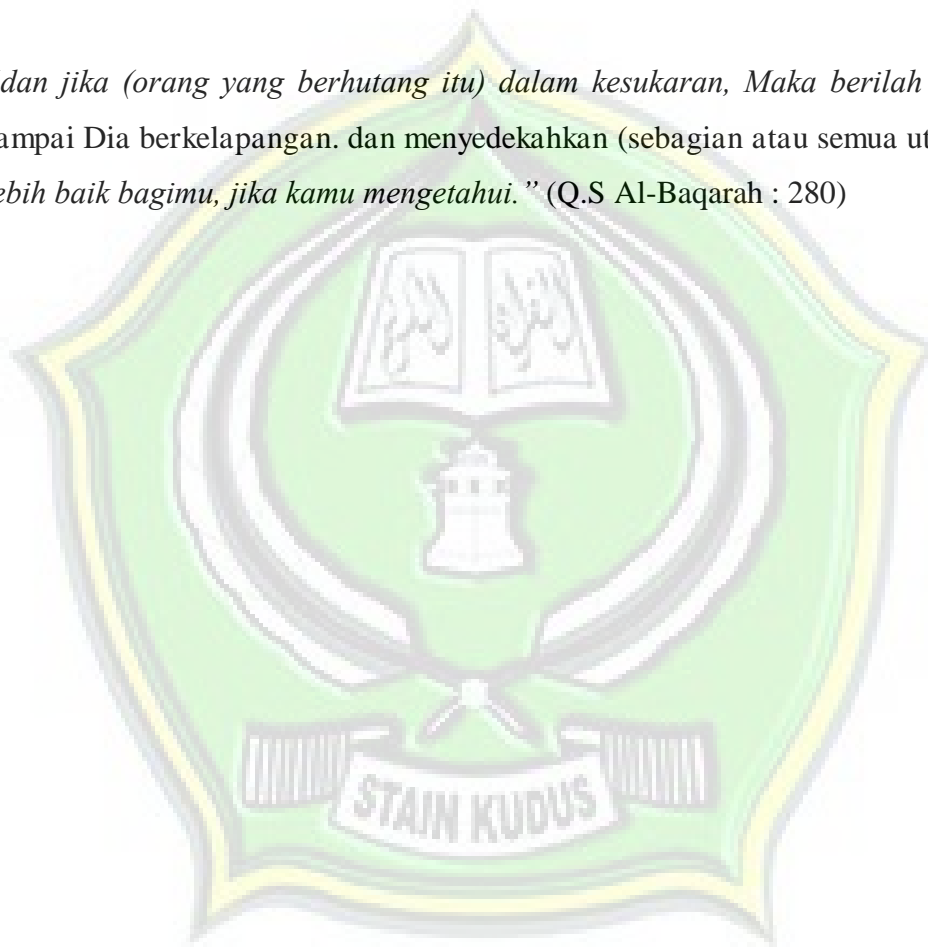 dan jika (orang yang berhutang itu) dalam kesukaran, Maka berilah
ampai Dia berkelapangan. dan menyedekahkan (sebagian atau semua ut
ebih baik bagimu, jika kamu mengetahui.” (Q.S Al-Baqarah : 280)
STAIN KUDUS